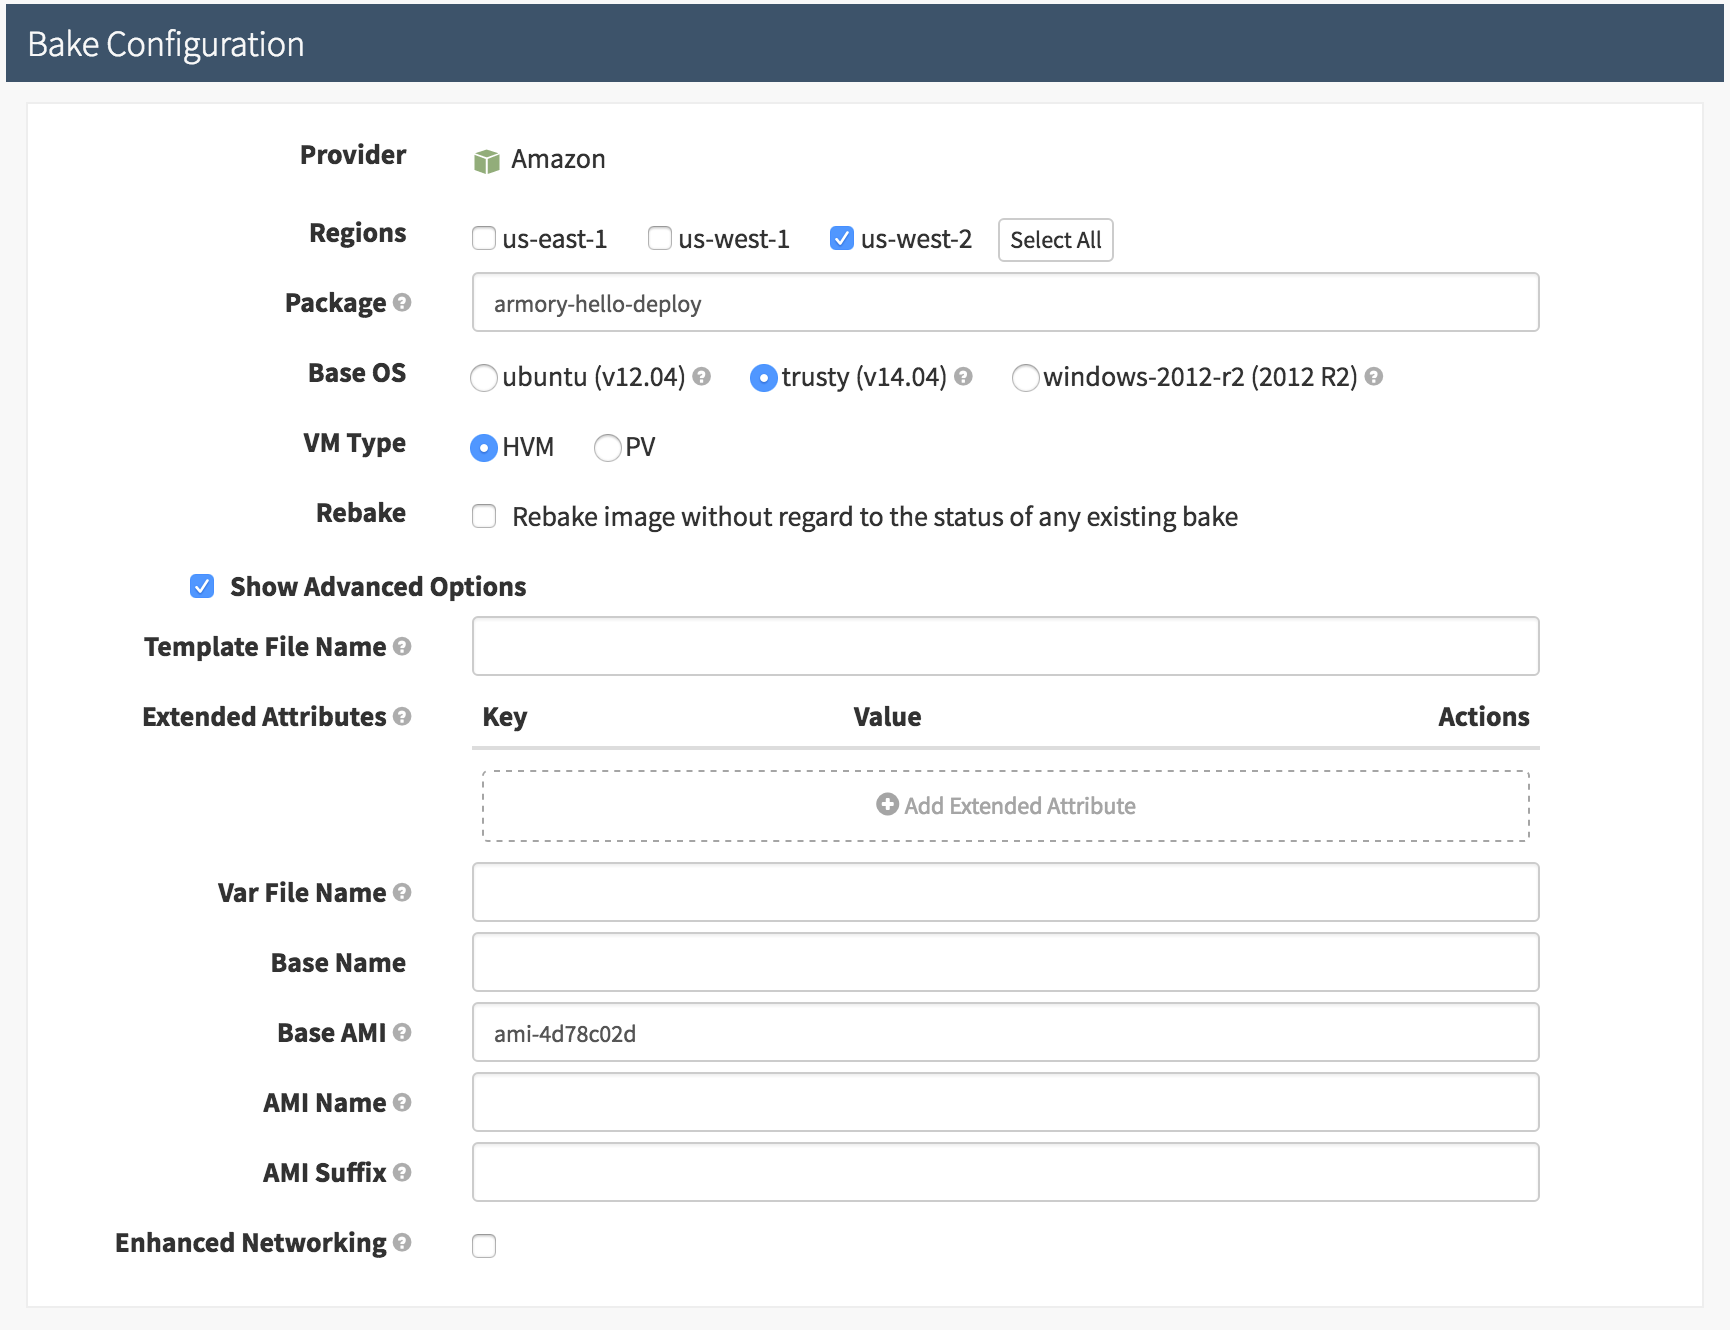 Bake Configuration
Provider Amazon
Regions us-east-1 us-west-1 us-west-2 Select All
Package armory-hello-deploy
Base OS ubuntu (v12.04) trusty (v14.04) windows-2012-r2 (2012 R2)
VM Type HVM PV
Rebake Rebake image without regard to the status of any existing bake
Show Advanced Options
Template File Name
Extended Attributes Key Value Actions
Add Extended Attribute
Var File Name
Base Name
Base AMI ami-4d78c02d
AMI Name
AMI Suffix
Enhanced Networking